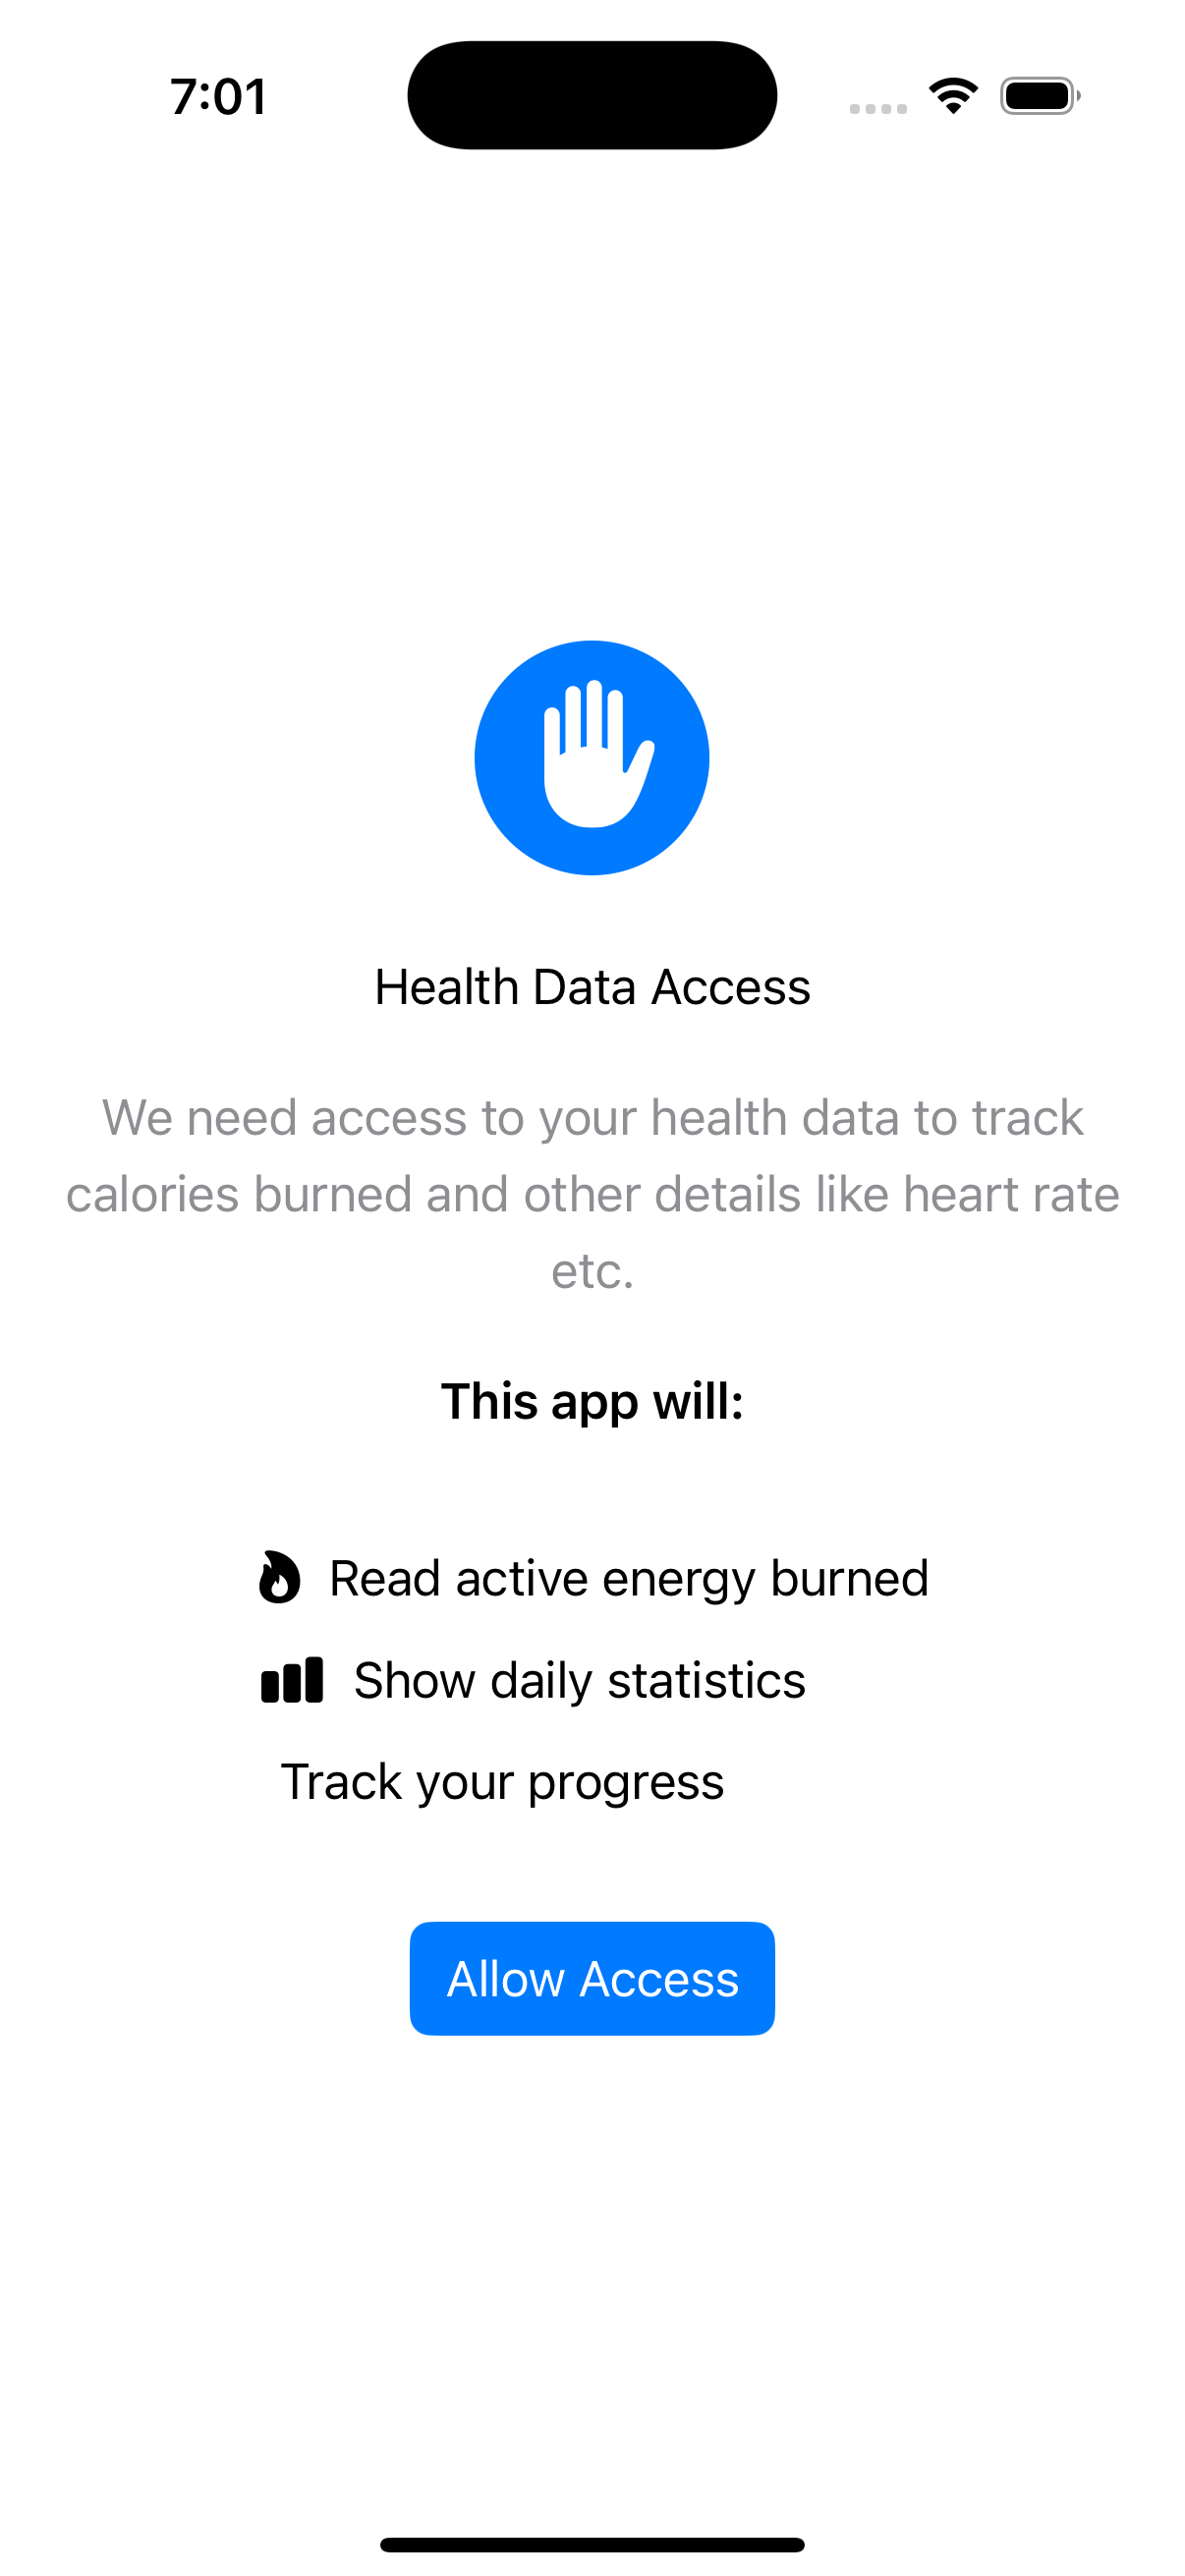 7:01
Health Data Access
We need access to your health data to track
calories burned and other details like heart rate
etc.
This app will:
Read active energy burned
Show daily statistics
Track your progress
Allow Access